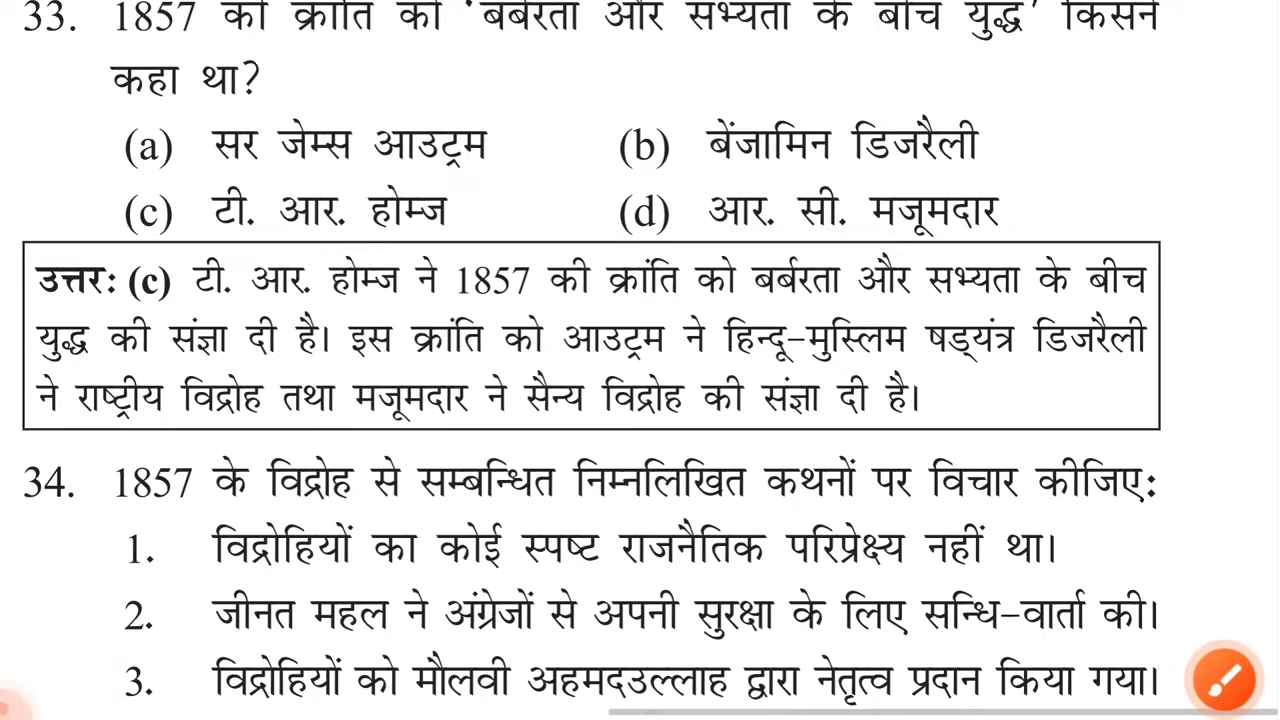 33. 1857 की क्रांति को 'बर्बरता और सभ्यता के बीच युद्ध' किसने
कहा था?
(a) सर जेम्स आउट्रम (b) बेंजामिन डिजरैली
(c) टी. आर. होम्ज (d) आर. सी. मजूमदार
उत्तरः (c) टी. आर. होम्ज ने 1857 की क्रांति को बर्बरता और सभ्यता के बीच
युद्ध की संज्ञा दी है। इस क्रांति को आउट्रम ने हिन्दू-मुस्लिम षड्यंत्र डिजरैली
ने राष्ट्रीय विद्रोह तथा मजूमदार ने सैन्य विद्रोह की संज्ञा दी है।
34. 1857 के विद्रोह से सम्बन्धित निम्नलिखित कथनों पर विचार कीजिएः
1. विद्रोहियों का कोई स्पष्ट राजनैतिक परिप्रेक्ष्य नहीं था।
2. जीनत महल ने अंग्रेजों से अपनी सुरक्षा के लिए सन्धि-वार्ता की।
3. विद्रोहियों को मौलवी अहमदउल्लाह द्वारा नेतृत्व प्रदान किया गया।